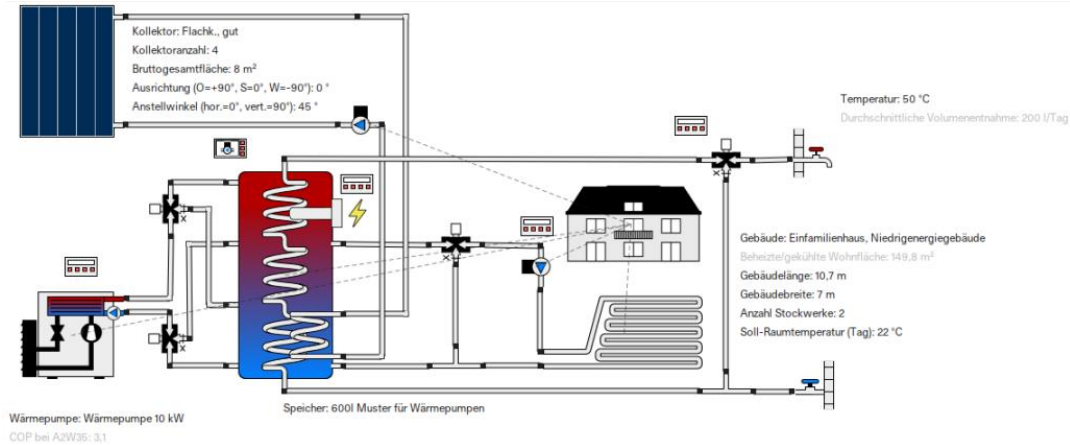 Kollektor: Flachk., gut
Kollektoranzahl: 4
Bruttogesamtfläche: 8 m²
Ausrichtung (O=+90°, S=0°, W=-90°): 0 °
Anstellwinkel (hor.=0°, vert.=90°): 45 °
Temperatur: 50 °C
Durchschnittliche Volumenentnahme: 200 l/Tag
Gebäude: Einfamilienhaus, Niedrigenergiegebäude
Beheizte/gekühlte Wohnfläche: 149,8 m²
Gebäudelänge: 10,7 m
Gebäudebreite: 7 m
Anzahl Stockwerke: 2
Soll-Raumtemperatur (Tag): 22 °C
Speicher: 600l Muster für Wärmepumpen
Wärmepumpe: Wärmepumpe 10 kW
COP bei A2W35: 3,1